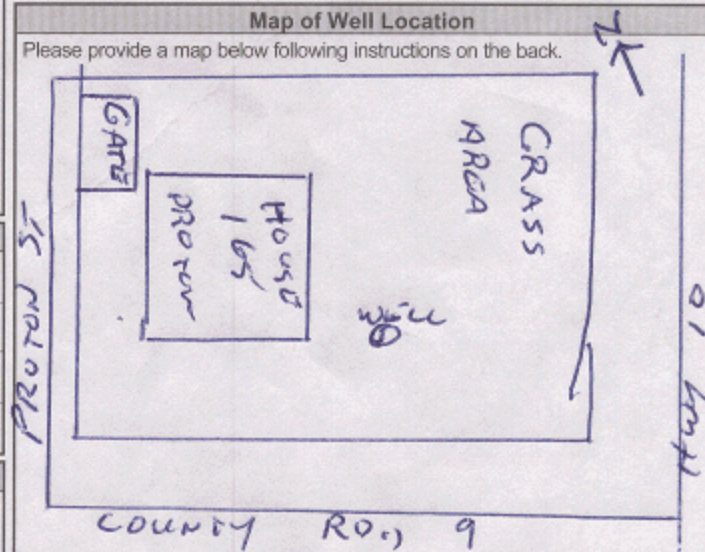 Map of Well Location
Please provide a map below following instructions on the back.
N
GATE
GRASS
AREA
HOUSE
165
PROTON
WELL
PROTON ST
HWY 10
COUNTY RD., 9